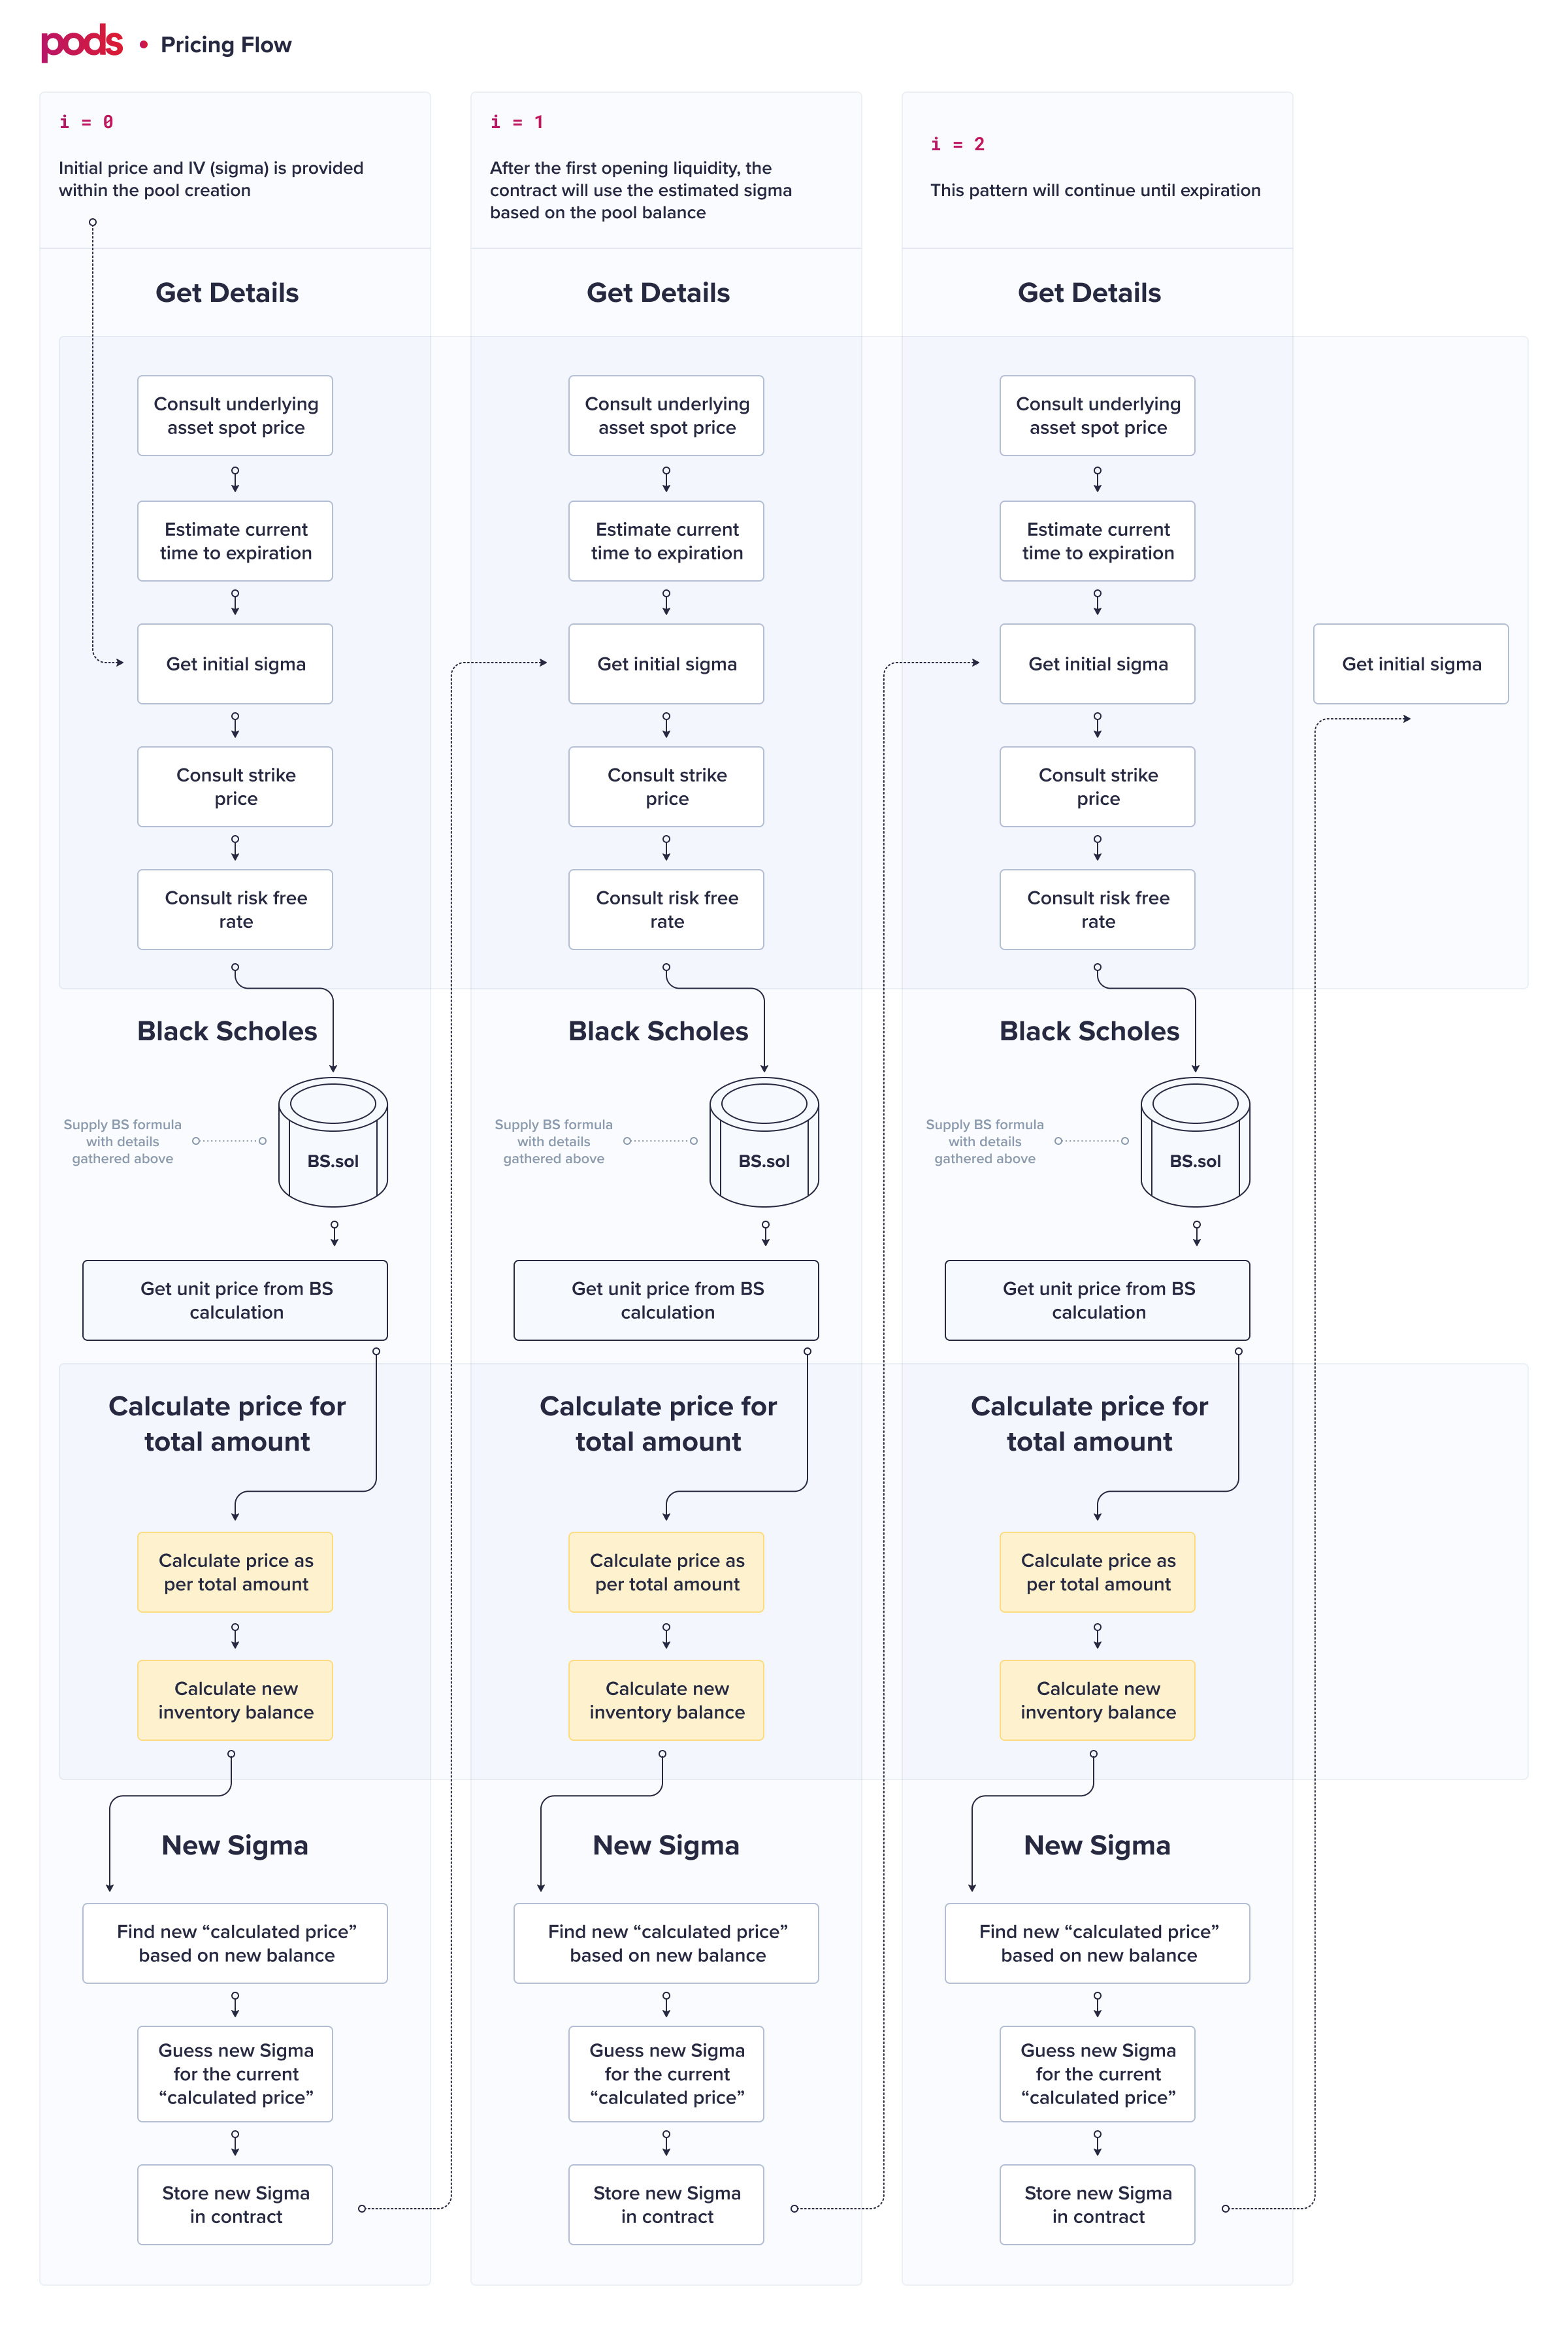 pods • Pricing Flow
i = 0
Initial price and IV (sigma) is provided
within the pool creation
Get Details
Consult underlying
asset spot price
Estimate current
time to expiration
Get initial sigma
Consult strike
price
Consult risk free
rate
Black Scholes
Supply BS formula
with details
gathered above
BS.sol
Get unit price from BS
calculation
Calculate price for
total amount
Calculate price as
per total amount
Calculate new
inventory balance
New Sigma
Find new “calculated price”
based on new balance
Guess new Sigma
for the current
“calculated price”
Store new Sigma
in contract
i = 1
After the first opening liquidity, the
contract will use the estimated sigma
based on the pool balance
Get Details
Consult underlying
asset spot price
Estimate current
time to expiration
Get initial sigma
Consult strike
price
Consult risk free
rate
Black Scholes
Supply BS formula
with details
gathered above
BS.sol
Get unit price from BS
calculation
Calculate price for
total amount
Calculate price as
per total amount
Calculate new
inventory balance
New Sigma
Find new “calculated price”
based on new balance
Guess new Sigma
for the current
“calculated price”
Store new Sigma
in contract
i = 2
This pattern will continue until expiration
Get Details
Consult underlying
asset spot price
Estimate current
time to expiration
Get initial sigma
Consult strike
price
Consult risk free
rate
Black Scholes
Supply BS formula
with details
gathered above
BS.sol
Get unit price from BS
calculation
Calculate price for
total amount
Calculate price as
per total amount
Calculate new
inventory balance
New Sigma
Find new “calculated price”
based on new balance
Guess new Sigma
for the current
“calculated price”
Store new Sigma
in contract
Get initial sigma